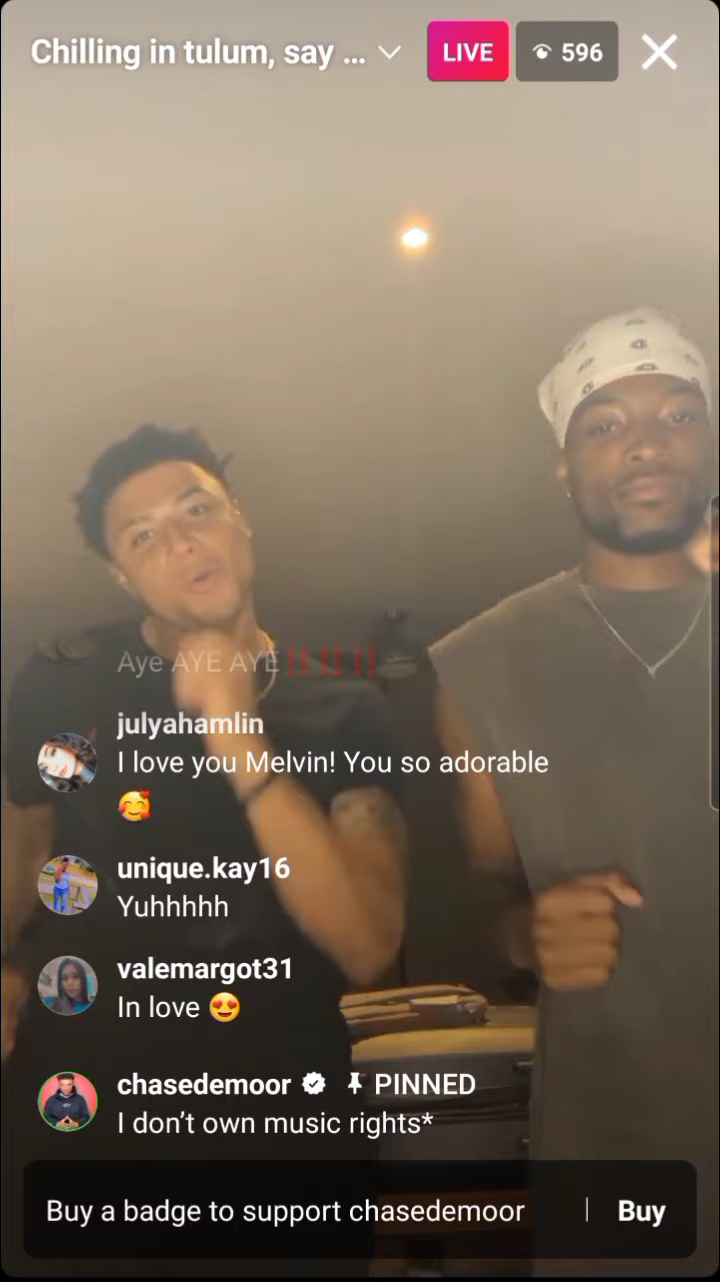 Chilling in tulum, say ...
LIVE
596
Aye AYE AYE‼️‼️‼️
julyahamlin
I love you Melvin! You so adorable
🥰
unique.kay16
Yuhhhhh
valemargot31
In love 😍
chasedemoor PINNED
I don’t own music rights*
Buy a badge to support chasedemoor | Buy